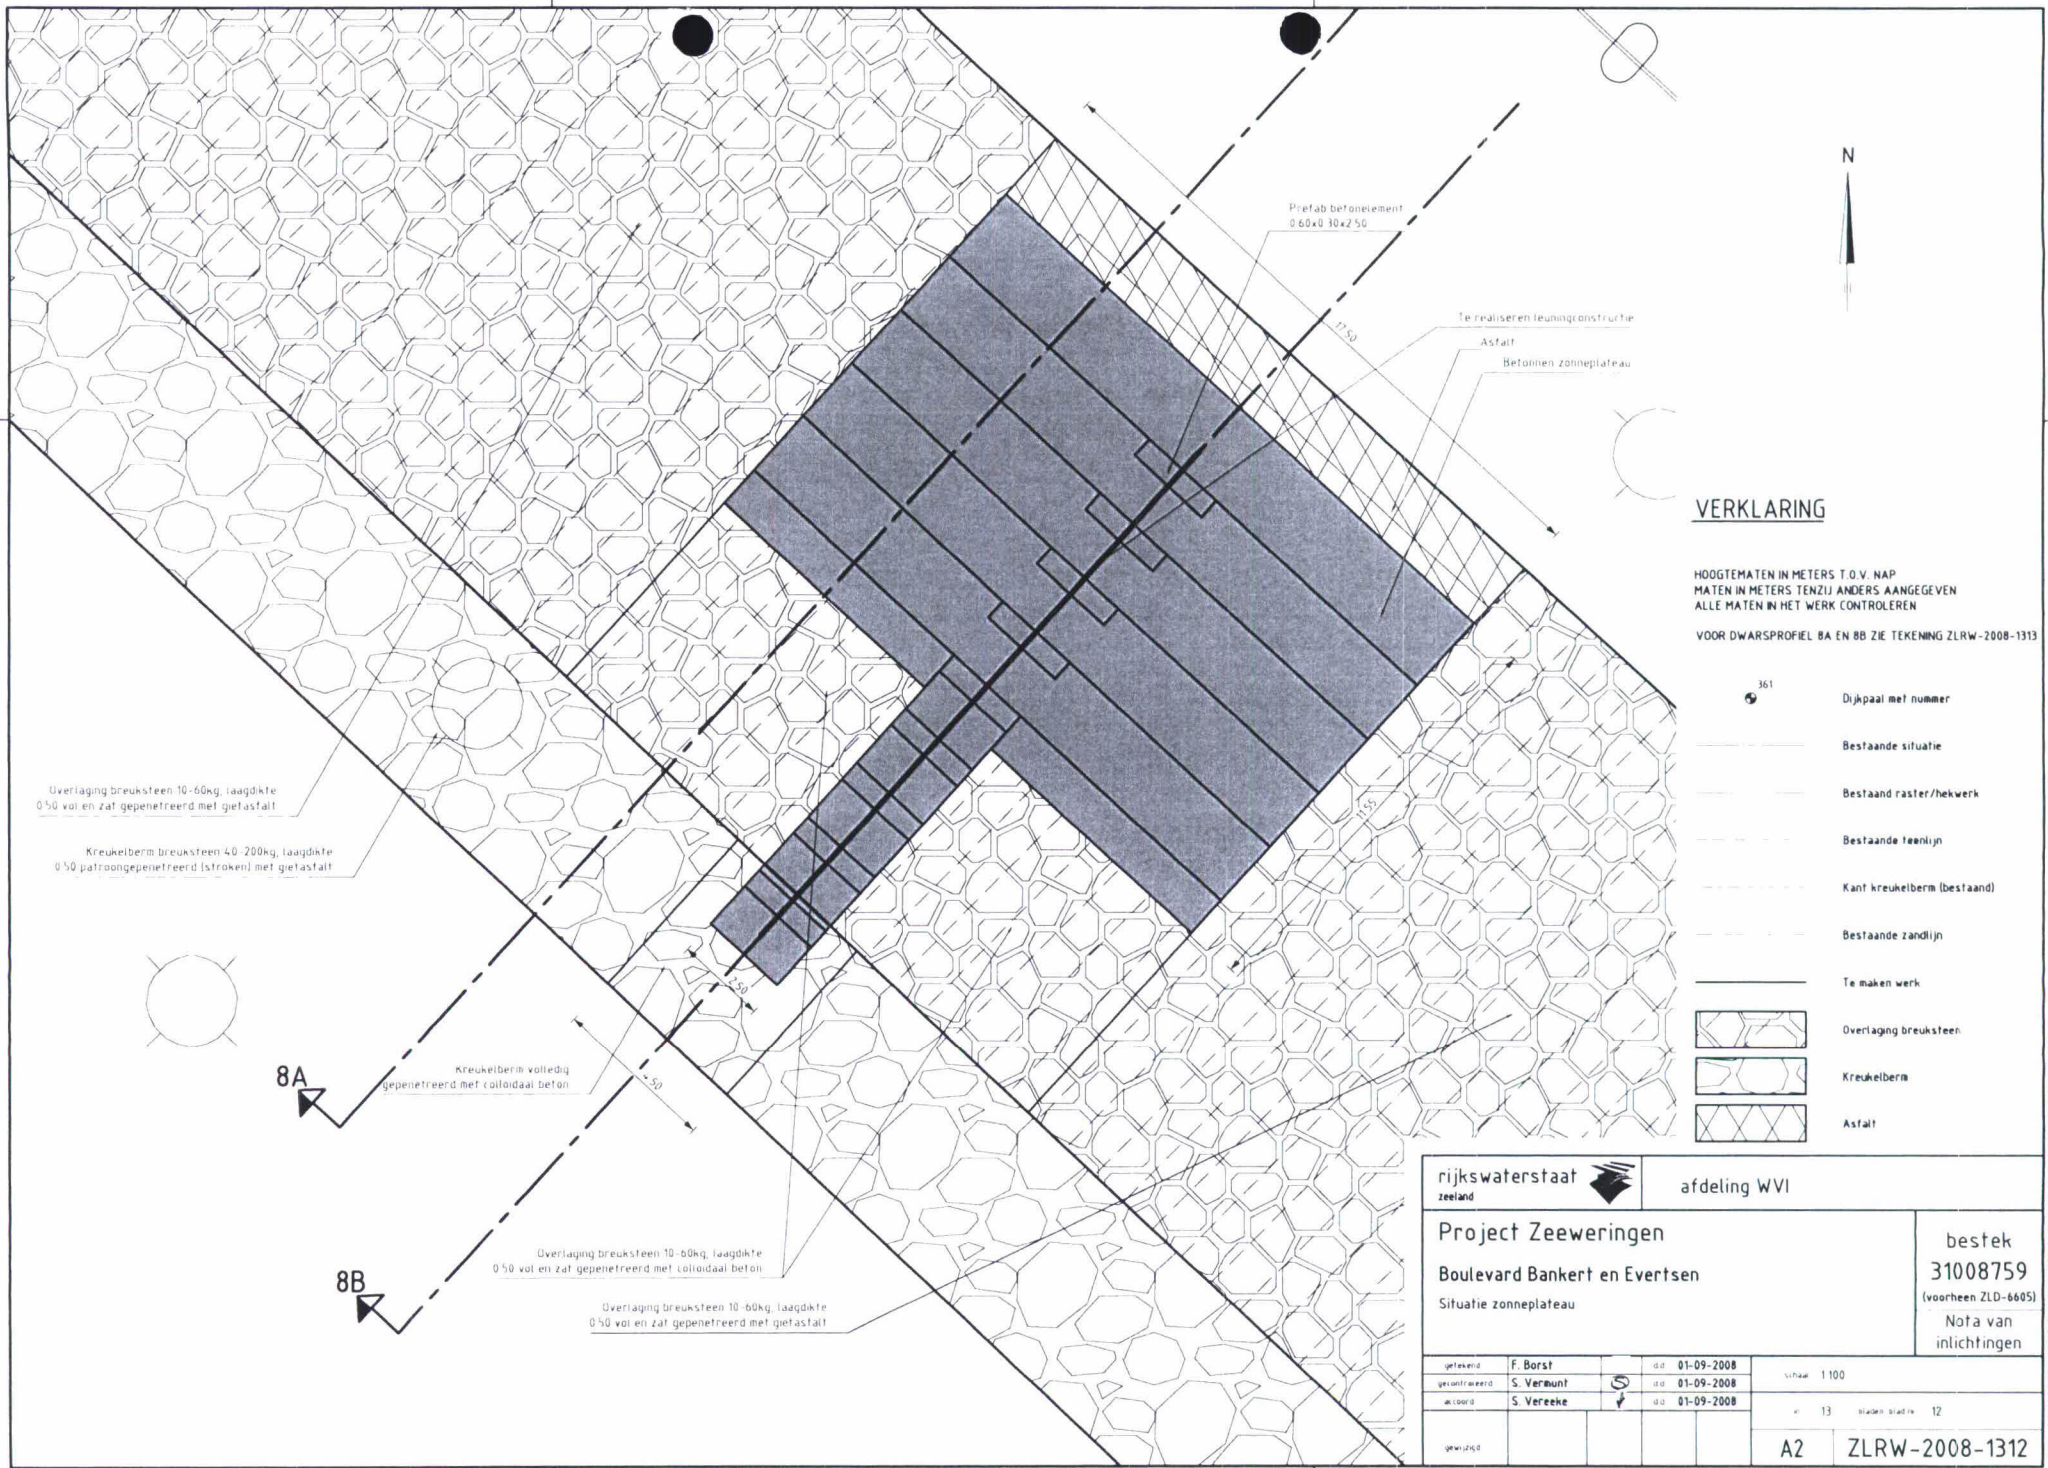 N
Prefab betonelement
0.60x0.30x2.50
17.50
Te realiseren leuningconstructie
Asfalt
Betonnen zonneplateau
VERKLARING
HOOGTEMATEN IN METERS T.O.V. NAP
MATEN IN METERS TENZIJ ANDERS AANGEGEVEN
ALLE MATEN IN HET WERK CONTROLEREN
VOOR DWARSPROFIEL 8A EN 8B ZIE TEKENING ZLRW-2008-1313
361
Dijkpaal met nummer
Bestaande situatie
Bestaand raster/hekwerk
Bestaande teenlijn
Kant kreukelberm (bestaand)
Bestaande zandlijn
Te maken werk
Overlaging breuksteen
Kreukelberm
Asfalt
Overlaging breuksteen 10-60kg, laagdikte
0.50 vol en zat gepenetreerd met gietasfalt
Kreukelberm breuksteen 40-200kg, laagdikte
0.50 patroongepenetreerd (stroken) met gietasfalt
11.55
2.50
4.50
8A
Kreukelberm volledig
gepenetreerd met colloidaal beton
8B
Overlaging breuksteen 10-60kg, laagdikte
0.50 vol en zat gepenetreerd met colloidaal beton
Overlaging breuksteen 10-60kg, laagdikte
0.50 vol en zat gepenetreerd met gietasfalt
rijkswaterstaat
zeeland
afdeling WVI
Project Zeeweringen
Boulevard Bankert en Evertsen
Situatie zonneplateau
bestek
31008759
(voorheen ZLD-6605)
Nota van
inlichtingen
getekend F. Borst d.d. 01-09-2008
gecontroleerd S. Vermunt d.d. 01-09-2008
accoord S. Vereeke d.d. 01-09-2008
gewijzigd
schaal 1:100
in 13 bladen blad nr. 12
A2 ZLRW-2008-1312